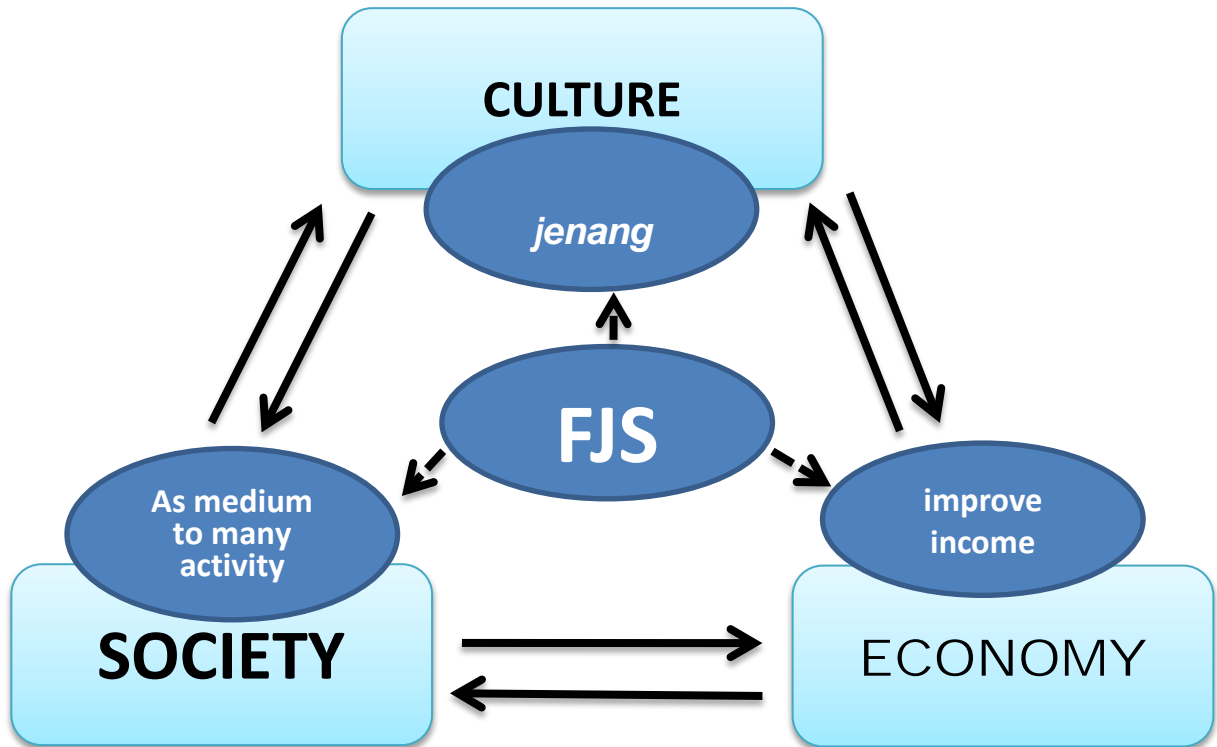 CULTURE
jenang
FJS
As medium
to many
activity
improve
income
SOCIETY
ECONOMY